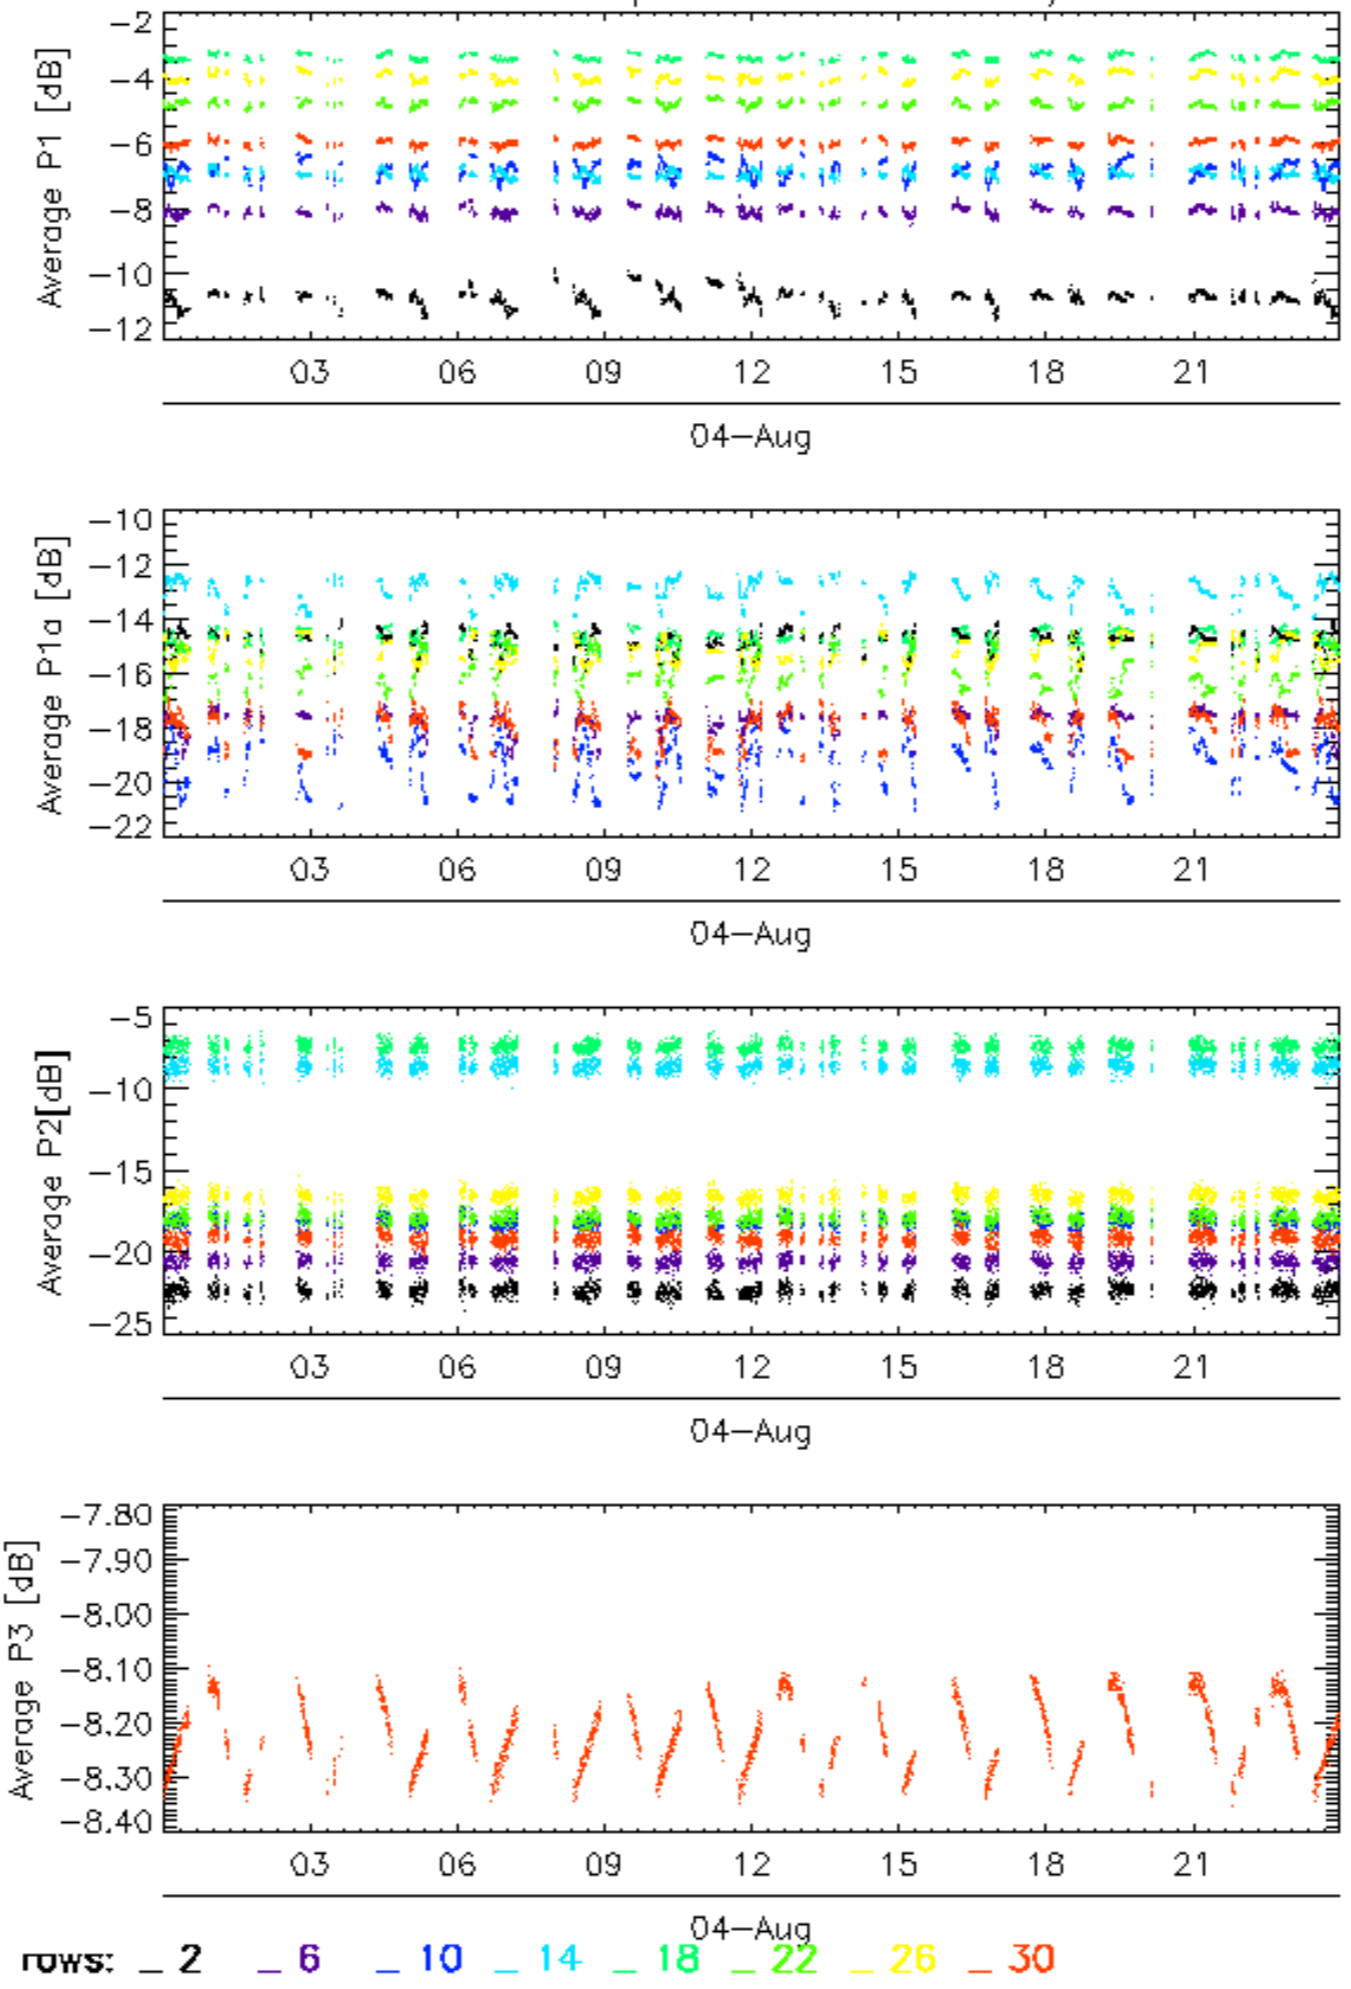 Average P1 [dB]
−2
−4
−6
−8
−10
−12
03 06 09 12 15 18 21
04−Aug
Average P1a [dB]
−10
−12
−14
−16
−18
−20
−22
03 06 09 12 15 18 21
04−Aug
Average P2[dB]
−5
−10
−15
−20
−25
03 06 09 12 15 18 21
04−Aug
Average P3 [dB]
−7.80
−7.90
−8.00
−8.10
−8.20
−8.30
−8.40
03 06 09 12 15 18 21
04−Aug
rows: _ 2 _ 6 _ 10 _ 14 _ 18 _ 22 _ 26 _ 30